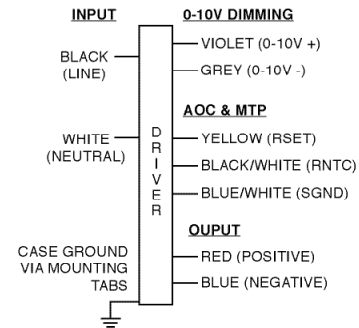 INPUT
BLACK
(LINE)
WHITE
(NEUTRAL)
CASE GROUND
VIA MOUNTING
TABS
DRIVER
0-10V DIMMING
VIOLET (0-10V +)
GREY (0-10V -)
AOC & MTP
YELLOW (RSET)
BLACK/WHITE (RNTC)
BLUE/WHITE (SGND)
OUPUT
RED (POSITIVE)
BLUE (NEGATIVE)